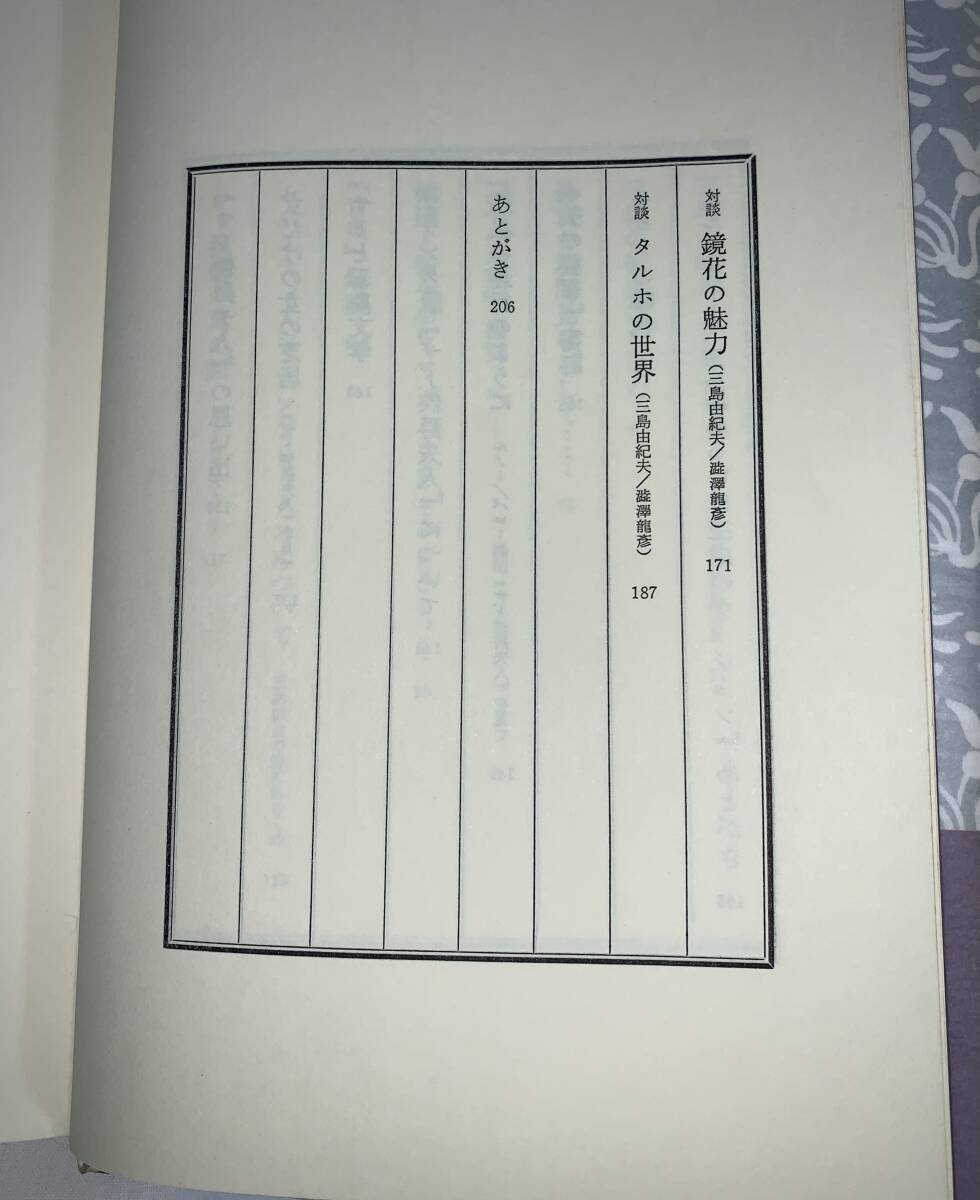 対談 鏡花の魅力（三島由紀夫／澁澤龍彥） 171
対談 タルホの世界（三島由紀夫／澁澤龍彥） 187
あとがき 206